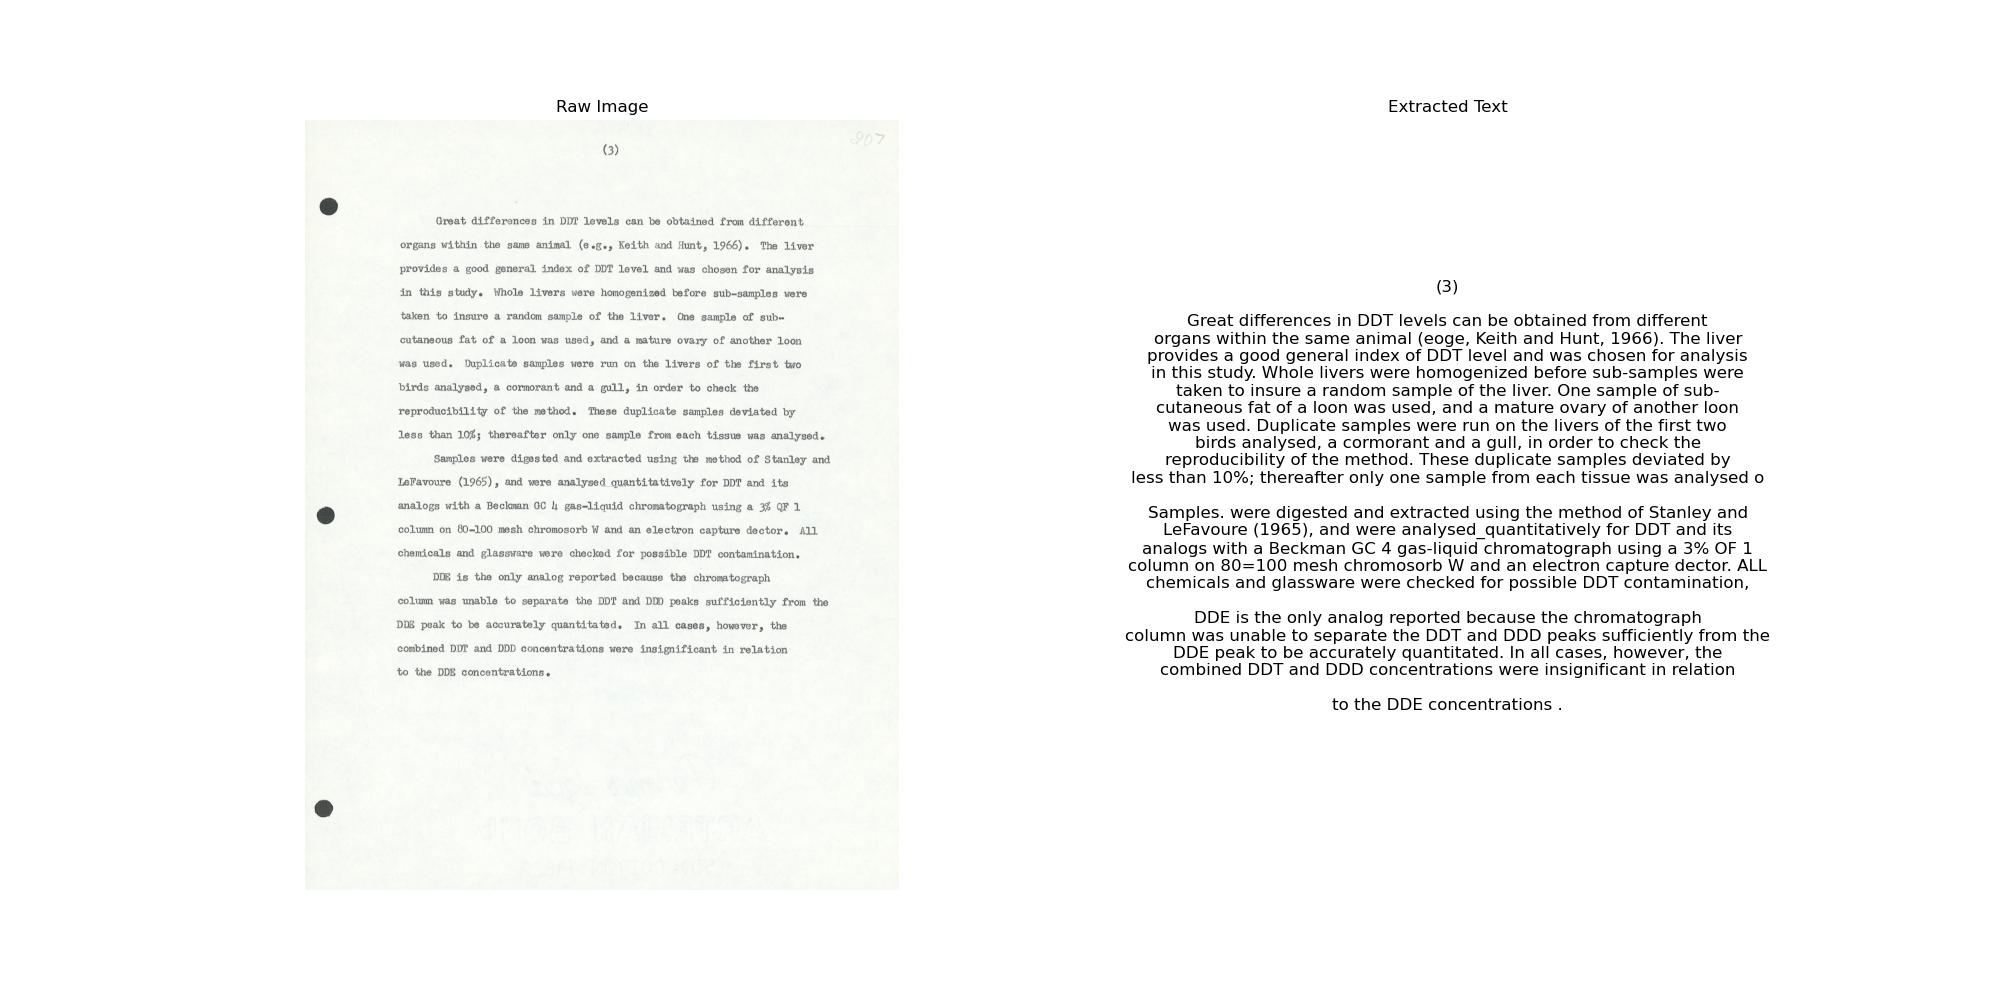 Raw Image
807
(3)
Great differences in DDT levels can be obtained from different
organs within the same animal (e.g., Keith and Hunt, 1966). The liver
provides a good general index of DDT level and was chosen for analysis
in this study. Whole livers were homogenized before sub-samples were
taken to insure a random sample of the liver. One sample of sub-
cutaneous fat of a loon was used, and a mature ovary of another loon
was used. Duplicate samples were run on the livers of the first two
birds analysed, a cormorant and a gull, in order to check the
reproducibility of the method. These duplicate samples deviated by
less than 10%; thereafter only one sample from each tissue was analysed.
Samples were digested and extracted using the method of Stanley and
LeFavoure (1965), and were analysed quantitatively for DDT and its
analogs with a Beckman GC 4 gas-liquid chromatograph using a 3% QF 1
column on 80-100 mesh chromosorb W and an electron capture dector. All
chemicals and glassware were checked for possible DDT contamination.
DDE is the only analog reported because the chromatograph
column was unable to separate the DDT and DDD peaks sufficiently from the
DDE peak to be accurately quantitated. In all cases, however, the
combined DDT and DDD concentrations were insignificant in relation
to the DDE concentrations.
Extracted Text
(3)
Great differences in DDT levels can be obtained from different
organs within the same animal (eoge, Keith and Hunt, 1966). The liver
provides a good general index of DDT level and was chosen for analysis
in this study. Whole livers were homogenized before sub-samples were
taken to insure a random sample of the liver. One sample of sub-
cutaneous fat of a loon was used, and a mature ovary of another loon
was used. Duplicate samples were run on the livers of the first two
birds analysed, a cormorant and a gull, in order to check the
reproducibility of the method. These duplicate samples deviated by
less than 10%; thereafter only one sample from each tissue was analysed o
Samples. were digested and extracted using the method of Stanley and
LeFavoure (1965), and were analysed_quantitatively for DDT and its
analogs with a Beckman GC 4 gas-liquid chromatograph using a 3% OF 1
column on 80=100 mesh chromosorb W and an electron capture dector. ALL
chemicals and glassware were checked for possible DDT contamination,
DDE is the only analog reported because the chromatograph
column was unable to separate the DDT and DDD peaks sufficiently from the
DDE peak to be accurately quantitated. In all cases, however, the
combined DDT and DDD concentrations were insignificant in relation
to the DDE concentrations .